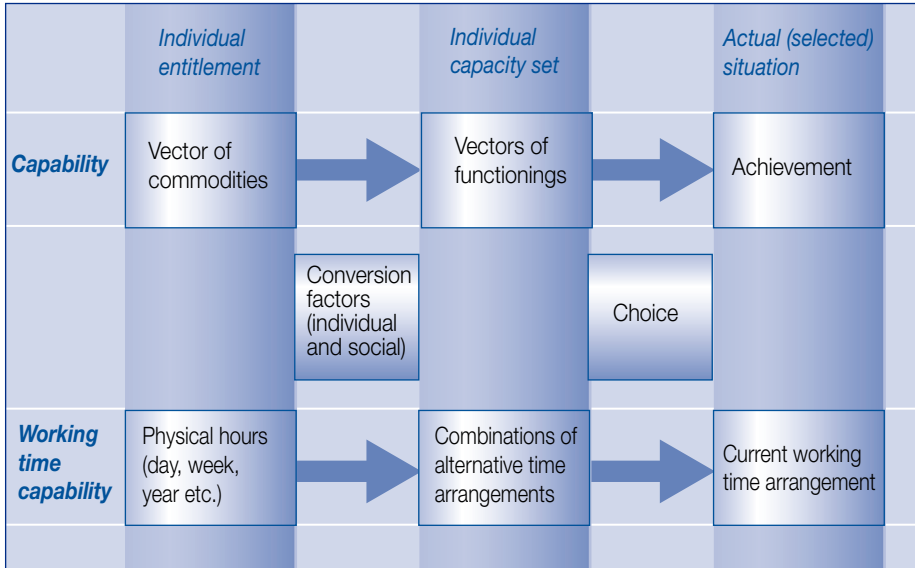 Individual
entitlement
Individual
capacity set
Actual (selected)
situation
Capability
Vector of
commodities
Vectors of
functionings
Achievement
Conversion
factors
(individual
and social)
Choice
Working
time
capability
Physical hours
(day, week,
year etc.)
Combinations of
alternative time
arrangements
Current working
time arrangement